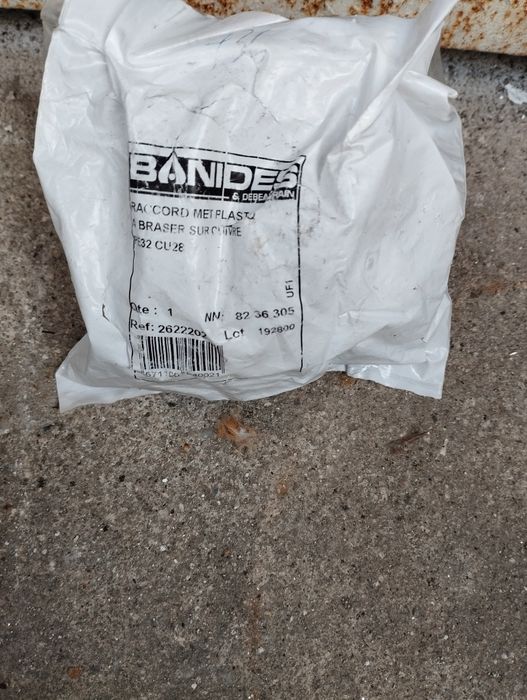 BANIDES
& DEBEAURAIN
RACCORD METPLAST
A BRASER SUR CUIVRE
PE32 CU28
UFT
Qte : 1 NN: 82 36 305
Ref: 2622202 Lot 192800